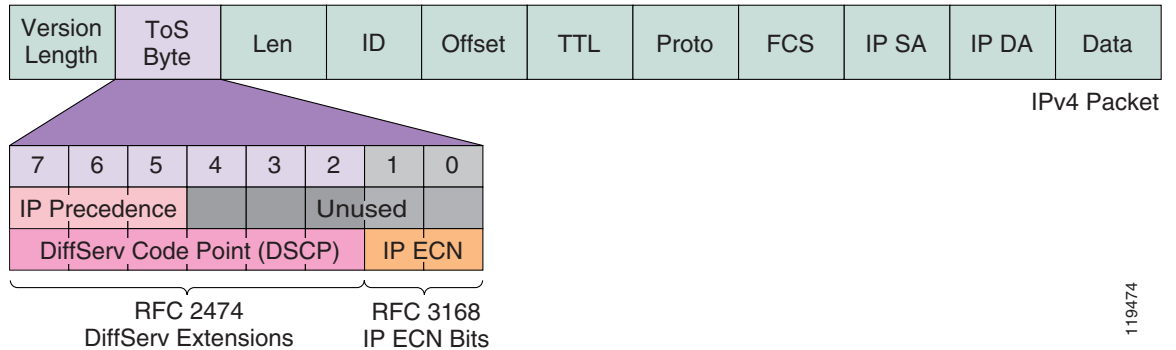 Version Length
ToS Byte
Len
ID
Offset
TTL
Proto
FCS
IP SA
IP DA
Data
IPv4 Packet
7 6 5 4 3 2 1 0
IP Precedence Unused
DiffServ Code Point (DSCP) IP ECN
RFC 2474
DiffServ Extensions
RFC 3168
IP ECN Bits
119474